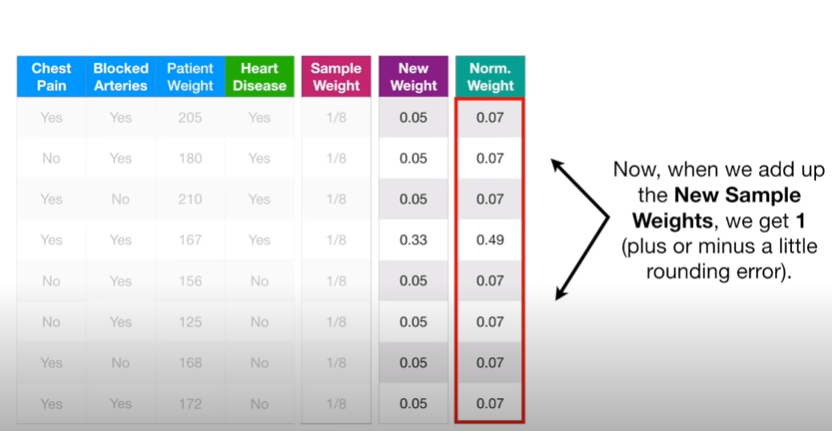 Chest Pain Blocked Arteries Patient Weight Heart Disease Sample Weight New Weight Norm. Weight
Yes Yes 205 Yes 1/8 0.05 0.07
No Yes 180 Yes 1/8 0.05 0.07
Yes No 210 Yes 1/8 0.05 0.07
Yes Yes 167 Yes 1/8 0.33 0.49
No Yes 156 No 1/8 0.05 0.07
No Yes 125 No 1/8 0.05 0.07
Yes No 168 No 1/8 0.05 0.07
Yes Yes 172 No 1/8 0.05 0.07
Now, when we add up
the New Sample
Weights, we get 1
(plus or minus a little
rounding error).